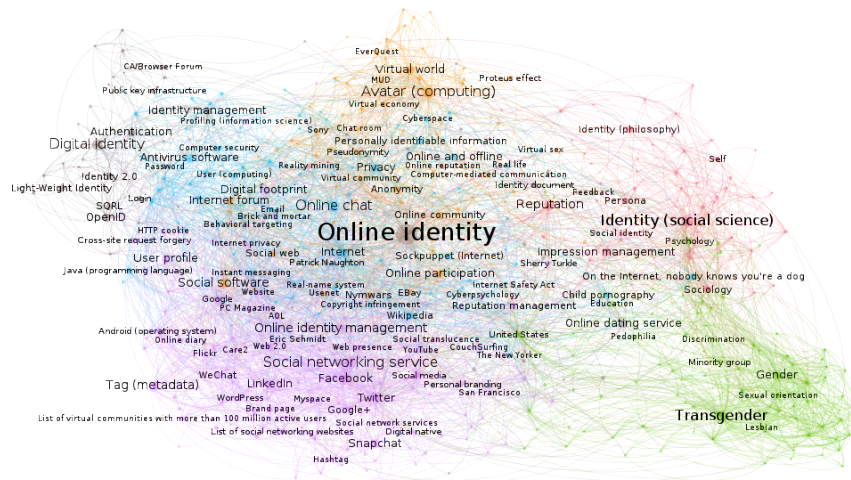 EverQuest
CA/Browser Forum
Virtual world
MUD
Proteus effect
Public key infrastructure
Avatar (computing)
Virtual economy
Identity management
Cyberspace
Profiling (information science)
Sony
Chat room
Identity (philosophy)
Authentication
Digital identity
Personally identifiable information
Computer security
Pseudonymity
Virtual sex
Antivirus software
Online and offline
Self
Password
Reality mining
Privacy
Online reputation
Real life
User (computing)
Computer-mediated communication
Identity 2.0
Virtual community
Light-Weight Identity
Digital footprint
Anonymity
Identity document
Feedback
Login
Internet forum
Persona
SQRL
Email
Online chat
Reputation
OpenID
Brick and mortar
Online community
Identity (social science)
Behavioral targeting
HTTP cookie
Online identity
Social identity
Cross-site request forgery
Internet privacy
Psychology
Social web
Internet
Sockpuppet (Internet)
Impression management
User profile
Patrick Naughton
Sherry Turkle
Java (programming language)
Instant messaging
Online participation
On the Internet, nobody knows you're a dog
Social software
Real-name system
Internet Safety Act
Website
Usenet
Nymwars
EBay
Cyberpsychology
Child pornography
Sociology
Google
Copyright infringement
Reputation management
Education
PC Magazine
AOL
Wikipedia
Online dating service
Android (operating system)
Online identity management
United States
Pedophilia
Online diary
Eric Schmidt
Social translucence
Discrimination
Web 2.0
Web presence
YouTube
CouchSurfing
Flickr
Care2
The New Yorker
Social networking service
Minority group
WeChat
Facebook
Social media
Gender
Tag (metadata)
LinkedIn
Personal branding
San Francisco
Sexual orientation
WordPress
Myspace
Twitter
Brand page
Google+
Transgender
List of virtual communities with more than 100 million active users
Social network services
Lesbian
List of social networking websites
Digital native
Snapchat
Hashtag